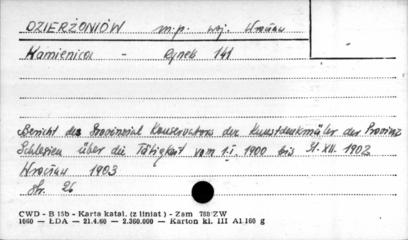 DZIERŻONIÓW m.p. woj. Wrocław
Kamienica - rynek 141
Bericht des Provinzial Konservators der Kunstdenkmäler der Provinz
Schlesien über die Tätigkeit vom 1.I. 1900 bis 31.XII. 1902
Wrocław 1903
str. 26
CWD - B 15b - Karta katal. (z liniat) - Zam 788/ZW
1060 — ŁDA — 21.4.60 - 2.360.000 — Karton kl. III A1 160 g